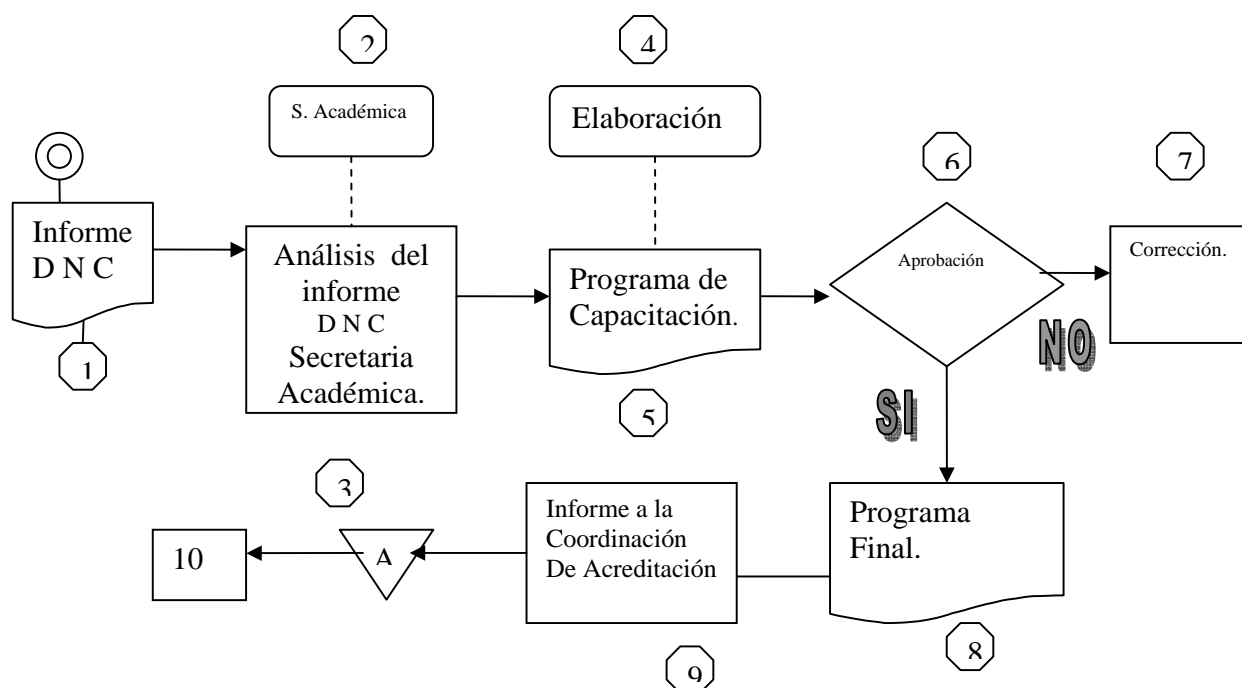 2
4
S. Académica
Elaboración
6
7
Informe
D N C
Análisis del
informe
D N C
Secretaria
Académica.
Programa de
Capacitación.
Aprobación
Corrección.
1
5
NO
SI
3
10
A
Informe a la
Coordinación
De Acreditación
Programa
Final.
9
8